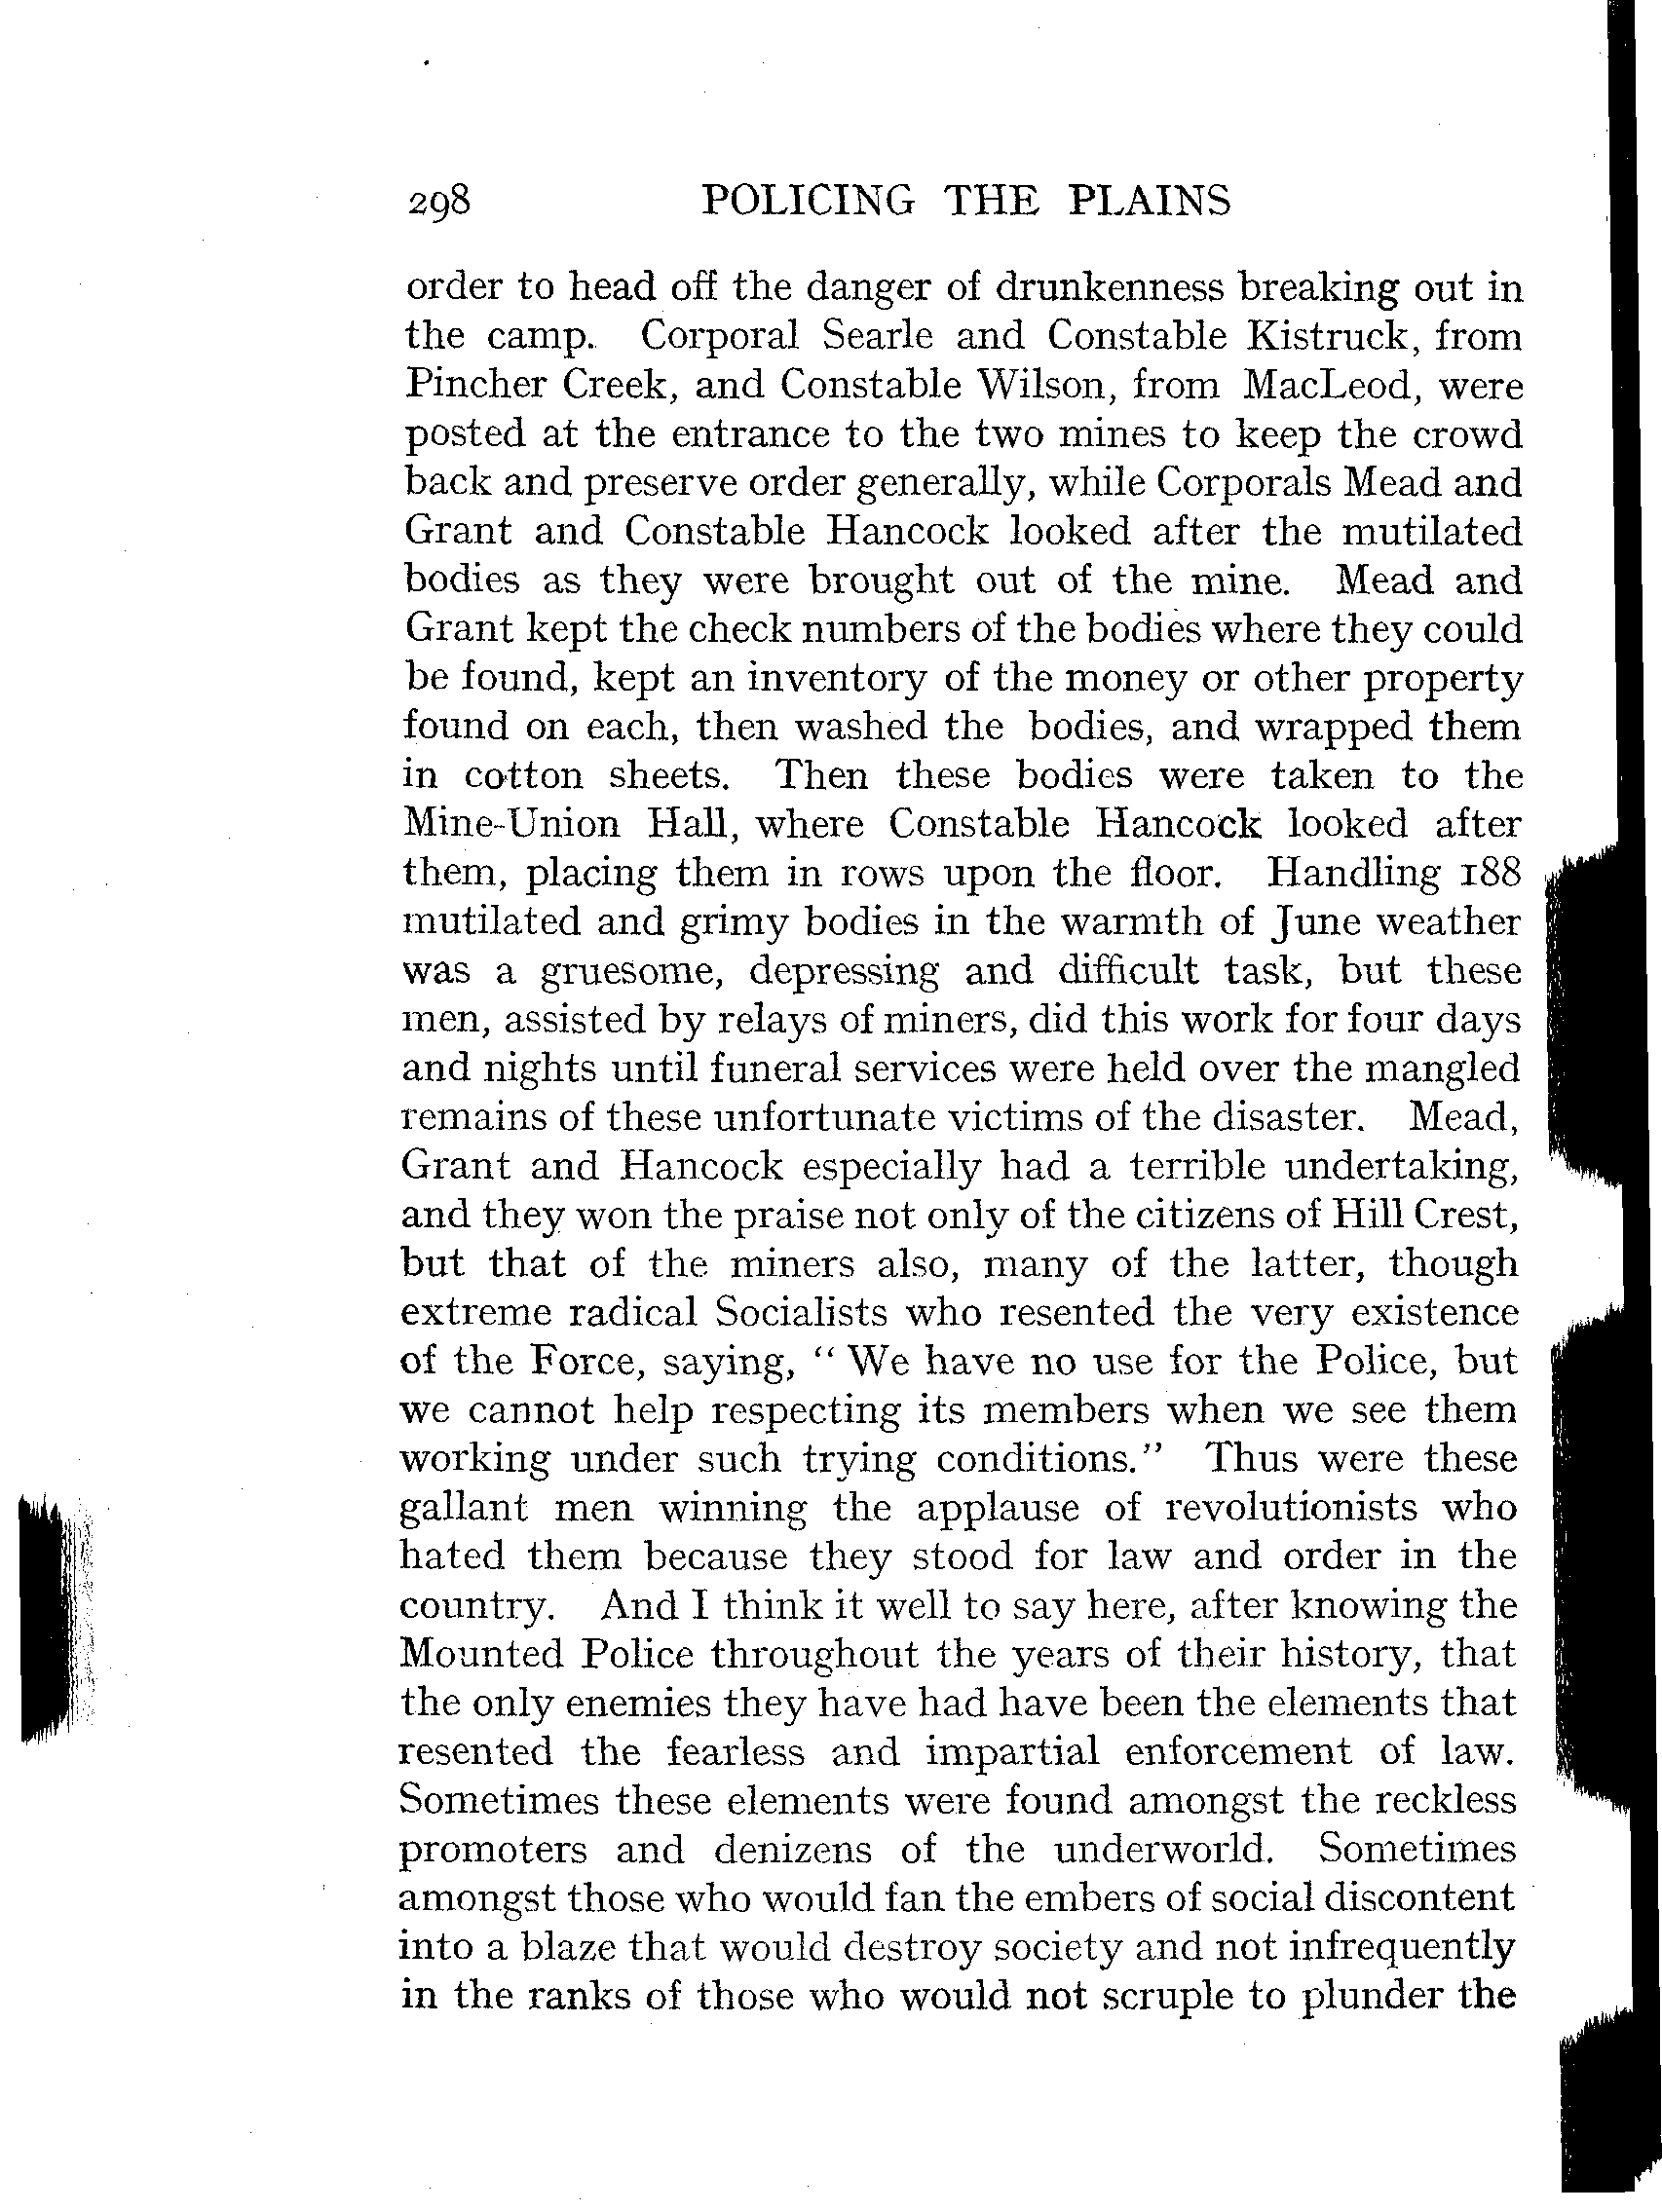 298 POLICING THE PLAINS
order to head off the danger of drunkenness breaking out in
the camp. Corporal Searle and Constable Kistruck, from
Pincher Creek, and Constable Wilson, from MacLeod, were
posted at the entrance to the two mines to keep the crowd
back and preserve order generally, while Corporals Mead and
Grant and Constable Hancock looked after the mutilated
bodies as they were brought out of the mine. Mead and
Grant kept the check numbers of the bodies where they could
be found, kept an inventory of the money or other property
found on each, then washed the bodies, and wrapped them
in cotton sheets. Then these bodies were taken to the
Mine-Union Hall, where Constable Hancock looked after
them, placing them in rows upon the floor. Handling 188
mutilated and grimy bodies in the warmth of June weather
was a gruesome, depressing and difficult task, but these
men, assisted by relays of miners, did this work for four days
and nights until funeral services were held over the mangled
remains of these unfortunate victims of the disaster. Mead,
Grant and Hancock especially had a terrible undertaking,
and they won the praise not only of the citizens of Hill Crest,
but that of the miners also, many of the latter, though
extreme radical Socialists who resented the very existence
of the Force, saying, “ We have no use for the Police, but
we cannot help respecting its members when we see them
working under such trying conditions.” Thus were these
gallant men winning the applause of revolutionists who
hated them because they stood for law and order in the
country. And I think it well to say here, after knowing the
Mounted Police throughout the years of their history, that
the only enemies they have had have been the elements that
resented the fearless and impartial enforcement of law.
Sometimes these elements were found amongst the reckless
promoters and denizens of the underworld. Sometimes
amongst those who would fan the embers of social discontent
into a blaze that would destroy society and not infrequently
in the ranks of those who would not scruple to plunder the